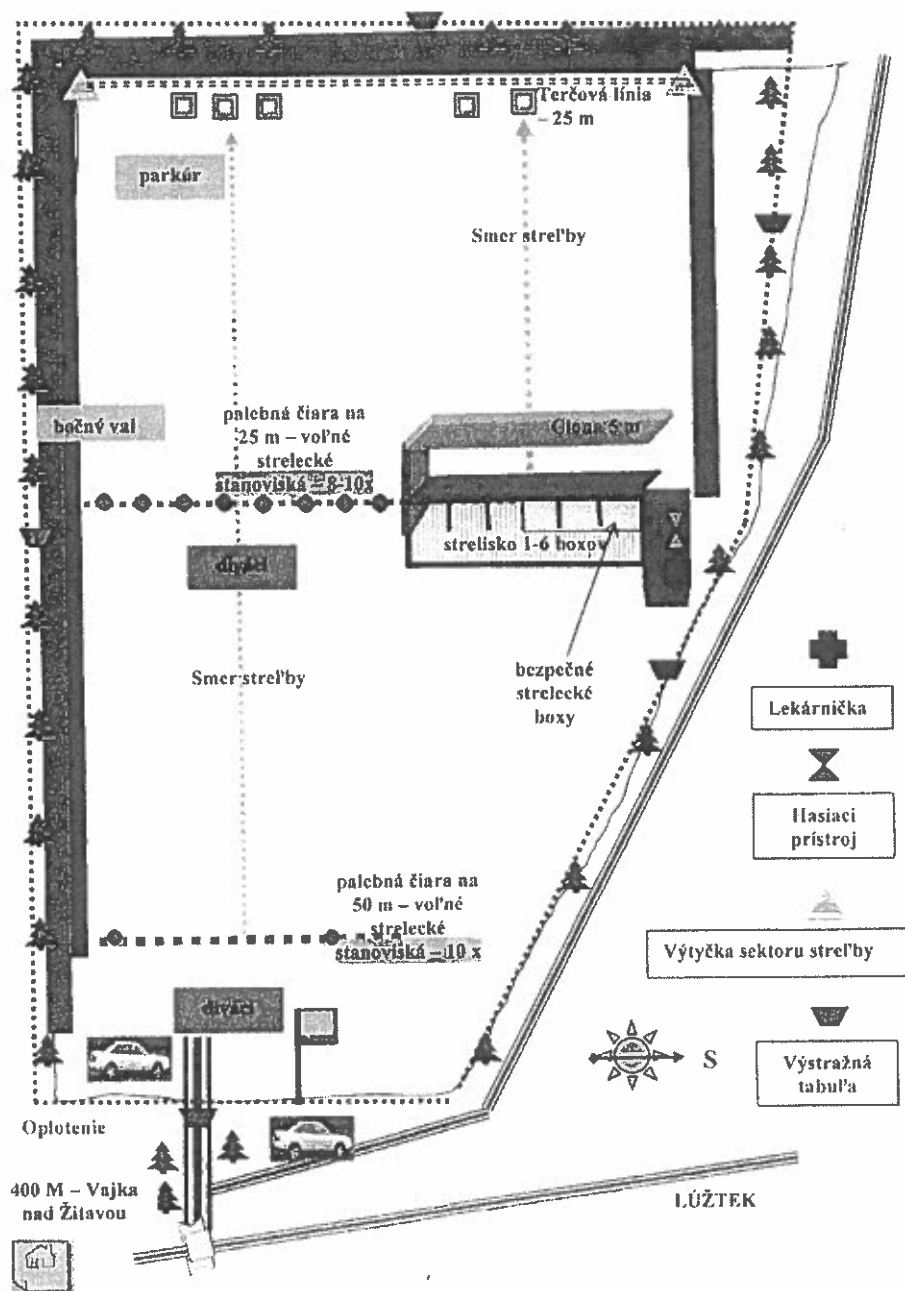 Terčová línia
– 25 m
parkúr
Smer streľby
bočný val
palebná čiara na
25 m – voľné
strelecké
stanoviská – 8-10x
Clona 5 m
strelisko 1-6 boxov
diváci
Smer streľby
bezpečné
strelecké
boxy
Lekárnička
Hasiaci
prístroj
palebná čiara na
50 m – voľné
strelecké
stanoviská – 10 x
Výtyčka sektoru streľby
diváci
S
Výstražná
tabuľa
Oplotenie
400 M – Vajka
nad Žitavou
LÚŽTEK